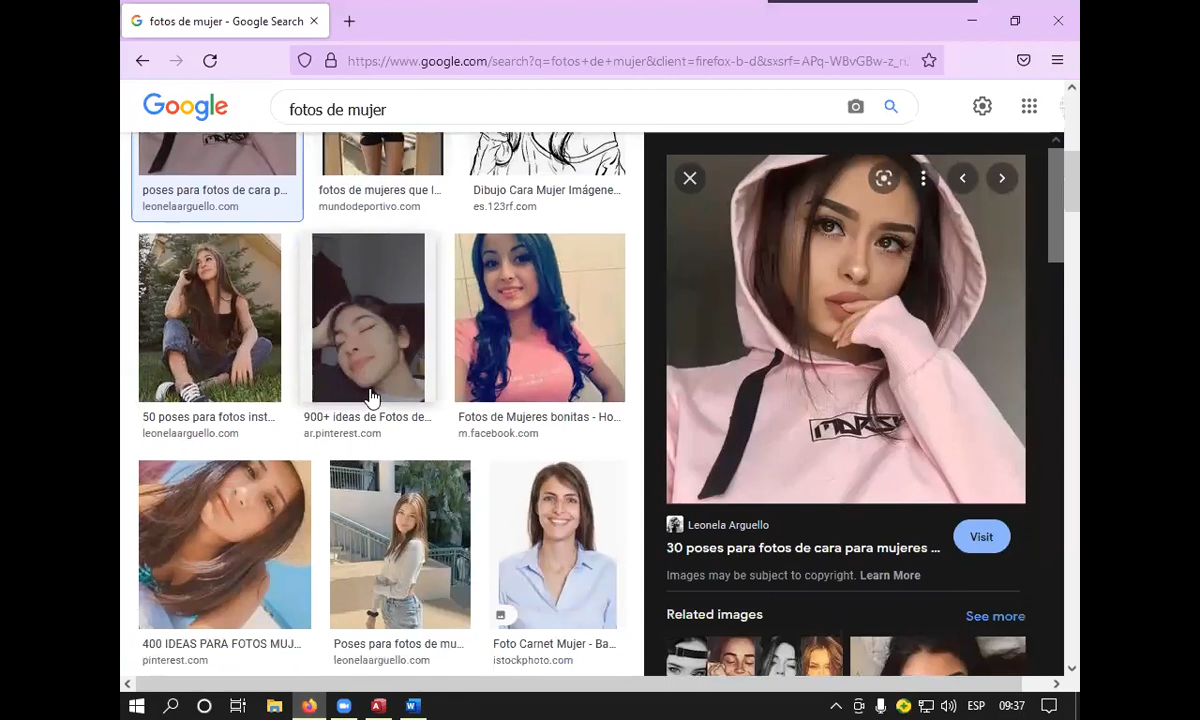 fotos de mujer - Google Search
https://www.google.com/search?q=fotos+de+mujer&client=firefox-b-d&sxsrf=APq-WBvGBw-z_
Google
fotos de mujer
poses para fotos de cara p...
leonelaarguello.com
fotos de mujeres que l...
mundodeportivo.com
Dibujo Cara Mujer Imágene...
es.123rf.com
50 poses para fotos inst...
leonelaarguello.com
900+ ideas de Fotos de...
ar.pinterest.com
Fotos de Mujeres bonitas - Ho...
m.facebook.com
400 IDEAS PARA FOTOS MUJ...
pinterest.com
Poses para fotos de mu...
leonelaarguello.com
Foto Carnet Mujer - Ba...
istockphoto.com
Leonela Arguello
30 poses para fotos de cara para mujeres ...
Visit
Images may be subject to copyright. Learn More
Related images
See more
ESP
09:37